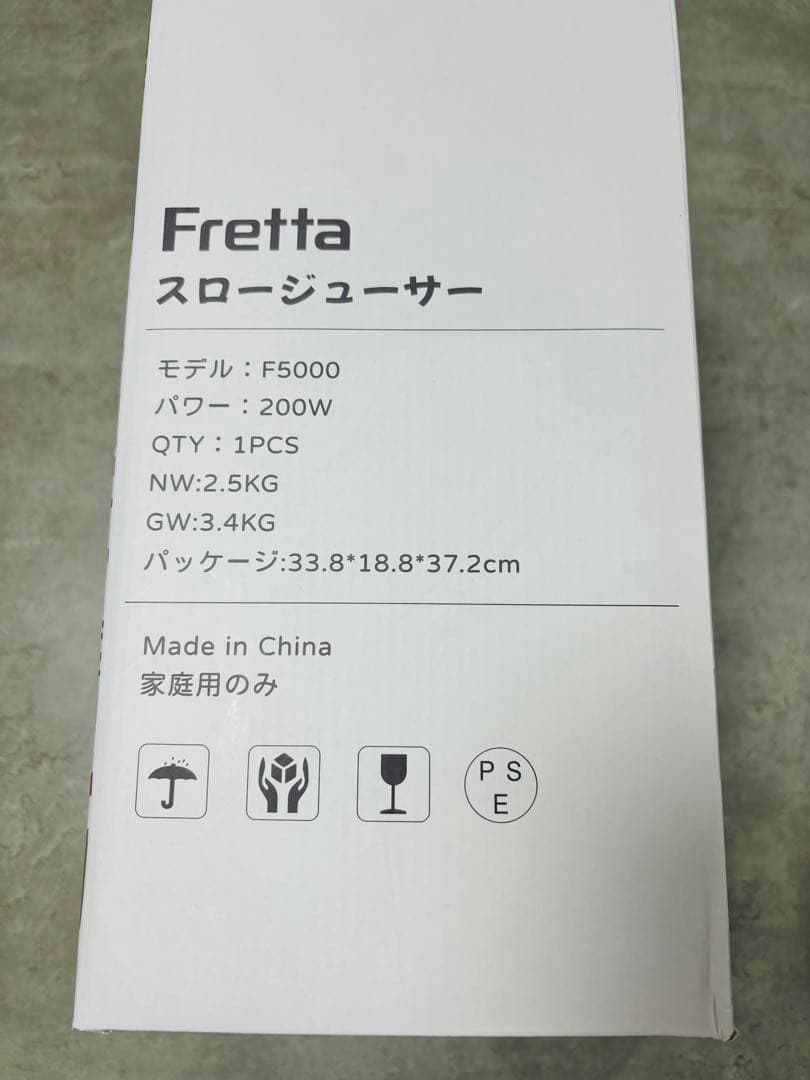 Fretta
スロージューサー
モデル：F5000
パワー：200W
QTY：1PCS
NW:2.5KG
GW:3.4KG
パッケージ:33.8*18.8*37.2cm
Made in China
家庭用のみ
P S
E